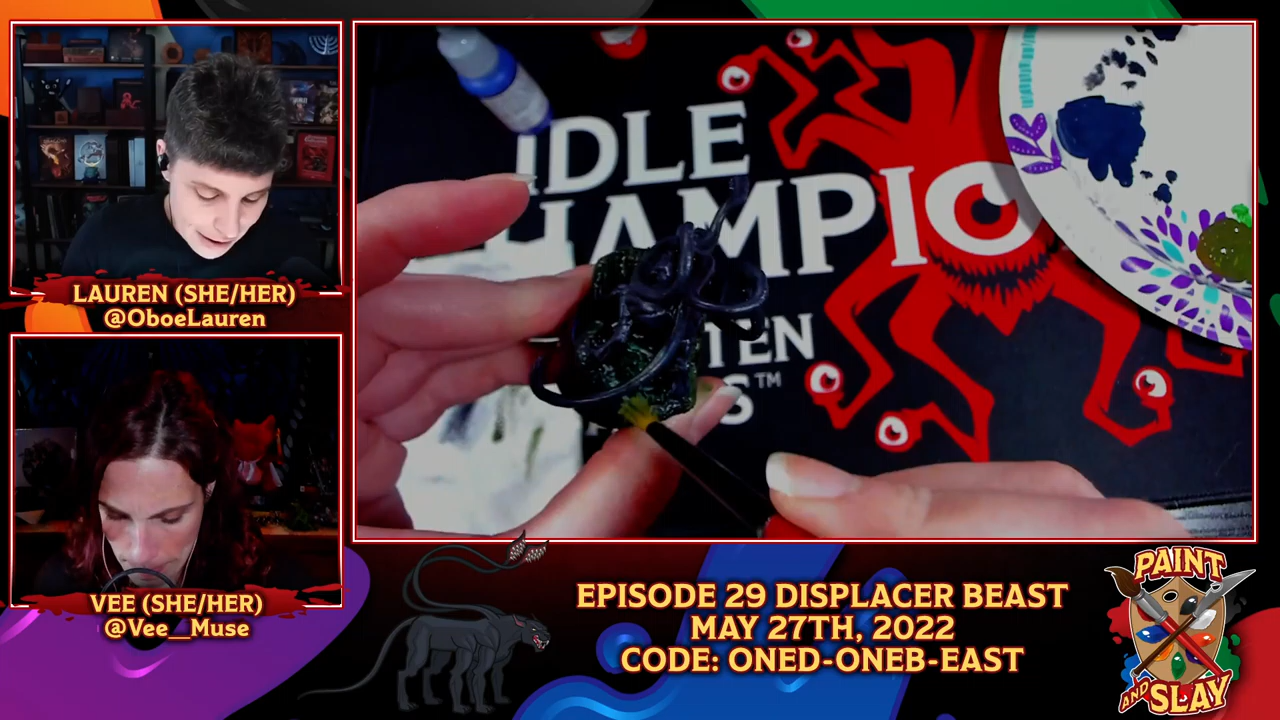 LAUREN (SHE/HER)
@OboeLauren
VEE (SHE/HER)
@Vee__Muse
IDLE
CHAMPIO
TEN
S™
EPISODE 29 DISPLACER BEAST
MAY 27TH, 2022
CODE: ONED-ONEB-EAST
PAINT
AND SLAY